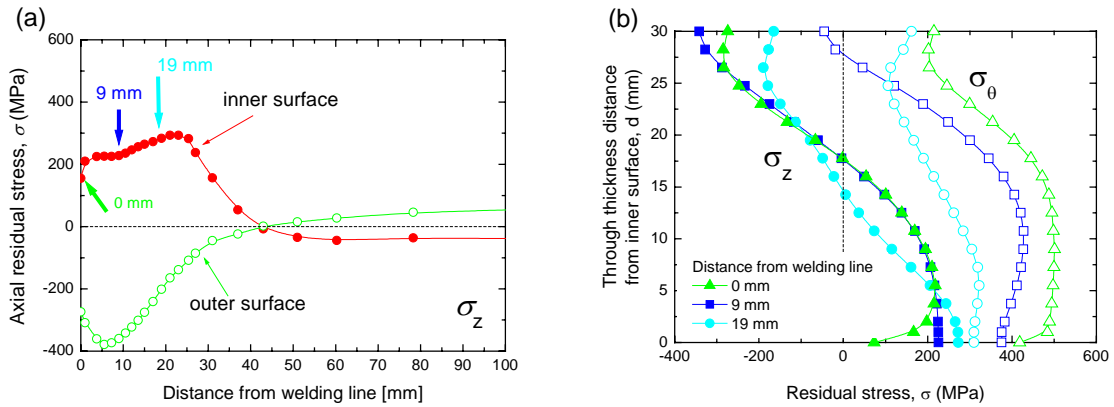 (a)
600
400
200
0
-200
-400
Axial residual stress, σ (MPa)
9 mm
19 mm
inner surface
0 mm
outer surface
σz
0 10 20 30 40 50 60 70 80 90 100
Distance from welding line [mm]
(b)
30
25
20
15
10
5
0
Through thickness distance
from inner surface, d (mm)
σθ
σz
Distance from welding line
0 mm
9 mm
19 mm
-400 -200 0 200 400 600
Residual stress, σ (MPa)